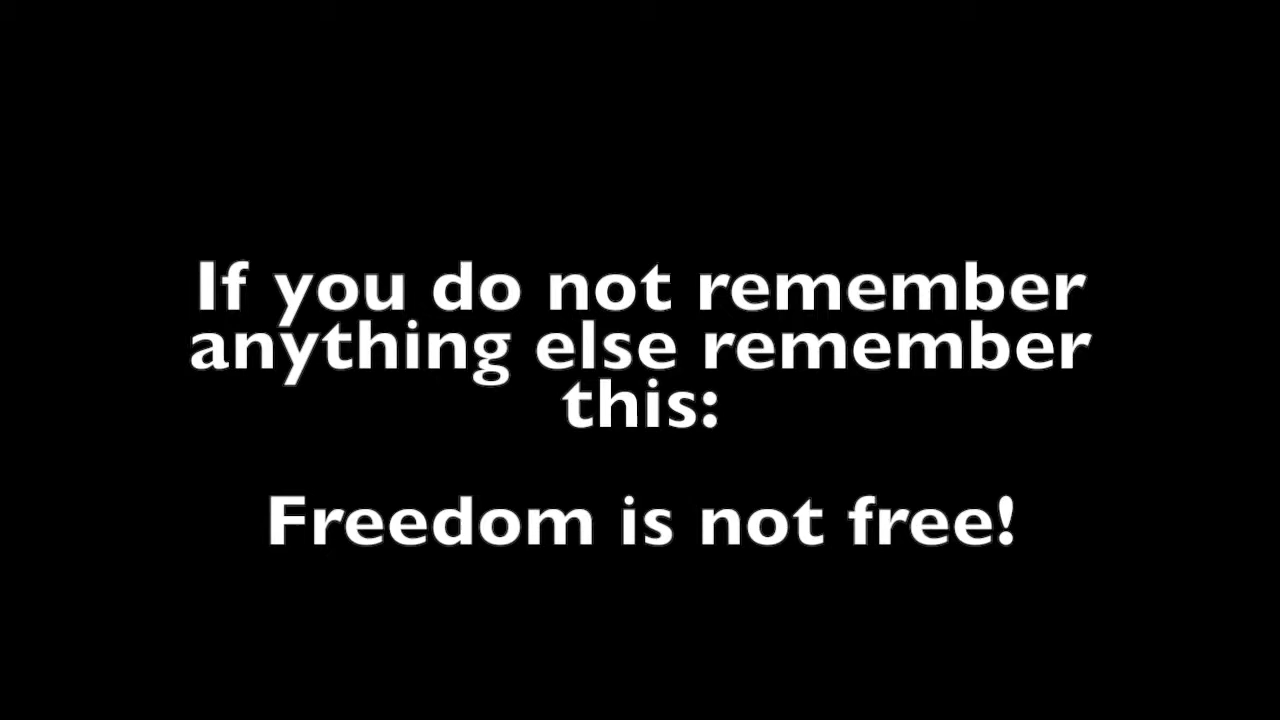 If you do not remember
anything else remember
this:
Freedom is not free!